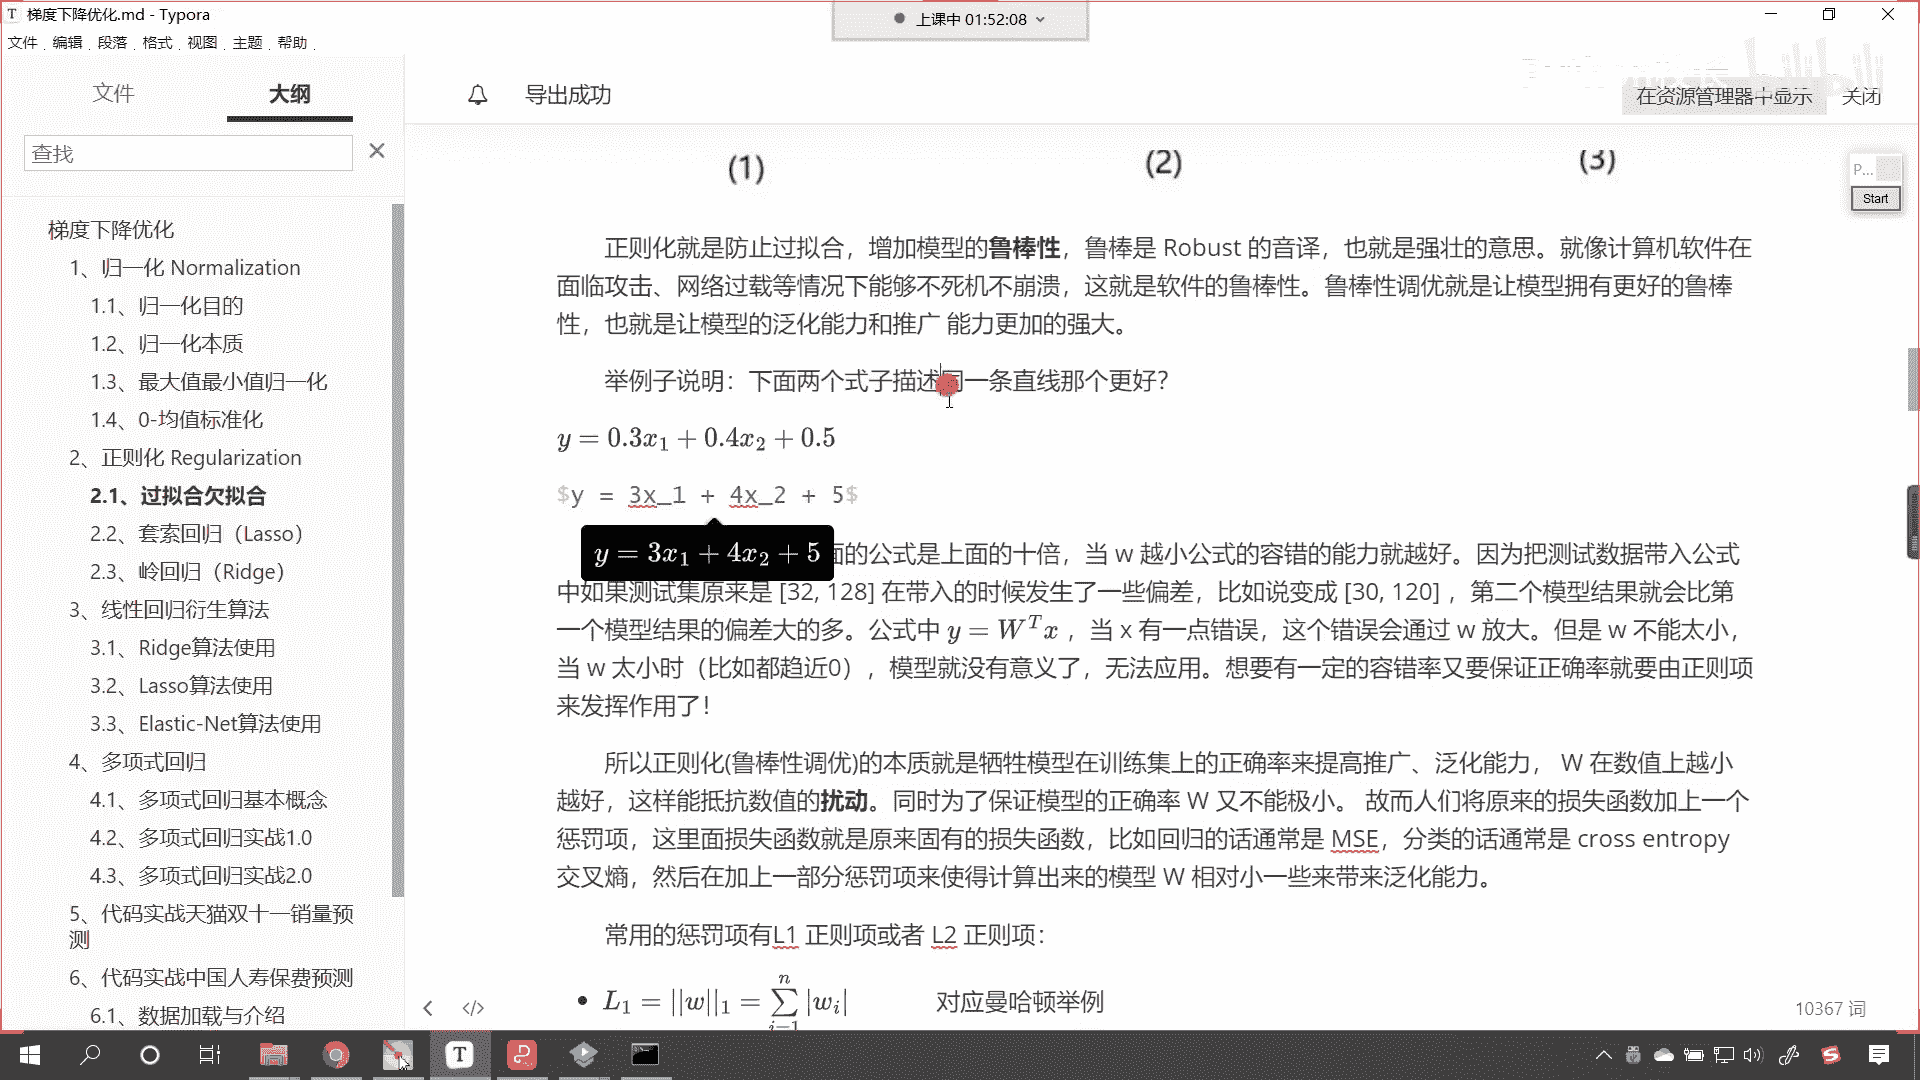 梯度下降优化.md - Typora
上课中 01:52:08
文件 编辑 段落 格式 视图 主题 帮助
文件 大纲
导出成功
在资源管理器中显示 关闭
查找
P...
Start
梯度下降优化
1、归一化 Normalization
1.1、归一化目的
1.2、归一化本质
1.3、最大值最小值归一化
1.4、0-均值标准化
2、正则化 Regularization
2.1、过拟合欠拟合
2.2、套索回归（Lasso）
2.3、岭回归（Ridge）
3、线性回归衍生算法
3.1、Ridge算法使用
3.2、Lasso算法使用
3.3、Elastic-Net算法使用
4、多项式回归
4.1、多项式回归基本概念
4.2、多项式回归实战1.0
4.3、多项式回归实战2.0
5、代码实战天猫双十一销量预
测
6、代码实战中国人寿保费预测
6.1、数据加载与介绍
(1) (2) (3)
正则化就是防止过拟合，增加模型的鲁棒性，鲁棒是 Robust 的音译，也就是强壮的意思。就像计算机软件在
面临攻击、网络过载等情况下能够不死机不崩溃，这就是软件的鲁棒性。鲁棒性调优就是让模型拥有更好的鲁棒
性，也就是让模型的泛化能力和推广 能力更加的强大。
举例子说明：下面两个式子描述同一条直线那个更好？
y = 0.3x₁ + 0.4x₂ + 0.5
$y = 3x_1 + 4x_2 + 5$
y = 3x₁ + 4x₂ + 5
面的公式是上面的十倍，当 w 越小公式的容错的能力就越好。因为把测试数据带入公式
中如果测试集原来是 [32, 128] 在带入的时候发生了一些偏差，比如说变成 [30, 120] ，第二个模型结果就会比第
一个模型结果的偏差大的多。公式中 y = Wᵀx ，当 x 有一点错误，这个错误会通过 w 放大。但是 w 不能太小，
当 w 太小时（比如都趋近0），模型就没有意义了，无法应用。想要有一定的容错率又要保证正确率就要由正则项
来发挥作用了！
所以正则化(鲁棒性调优)的本质就是牺牲模型在训练集上的正确率来提高推广、泛化能力， W 在数值上越小
越好，这样能抵抗数值的扰动。同时为了保证模型的正确率 W 又不能极小。 故而人们将原来的损失函数加上一个
惩罚项，这里面损失函数就是原来固有的损失函数，比如回归的话通常是 MSE，分类的话通常是 cross entropy
交叉熵，然后在加上一部分惩罚项来使得计算出来的模型 W 相对小一些来带来泛化能力。
常用的惩罚项有L1 正则项或者 L2 正则项：
L₁ = ||w||₁ = ∑ⁿᵢ₌₁ |wᵢ| 对应曼哈顿举例
10367 词